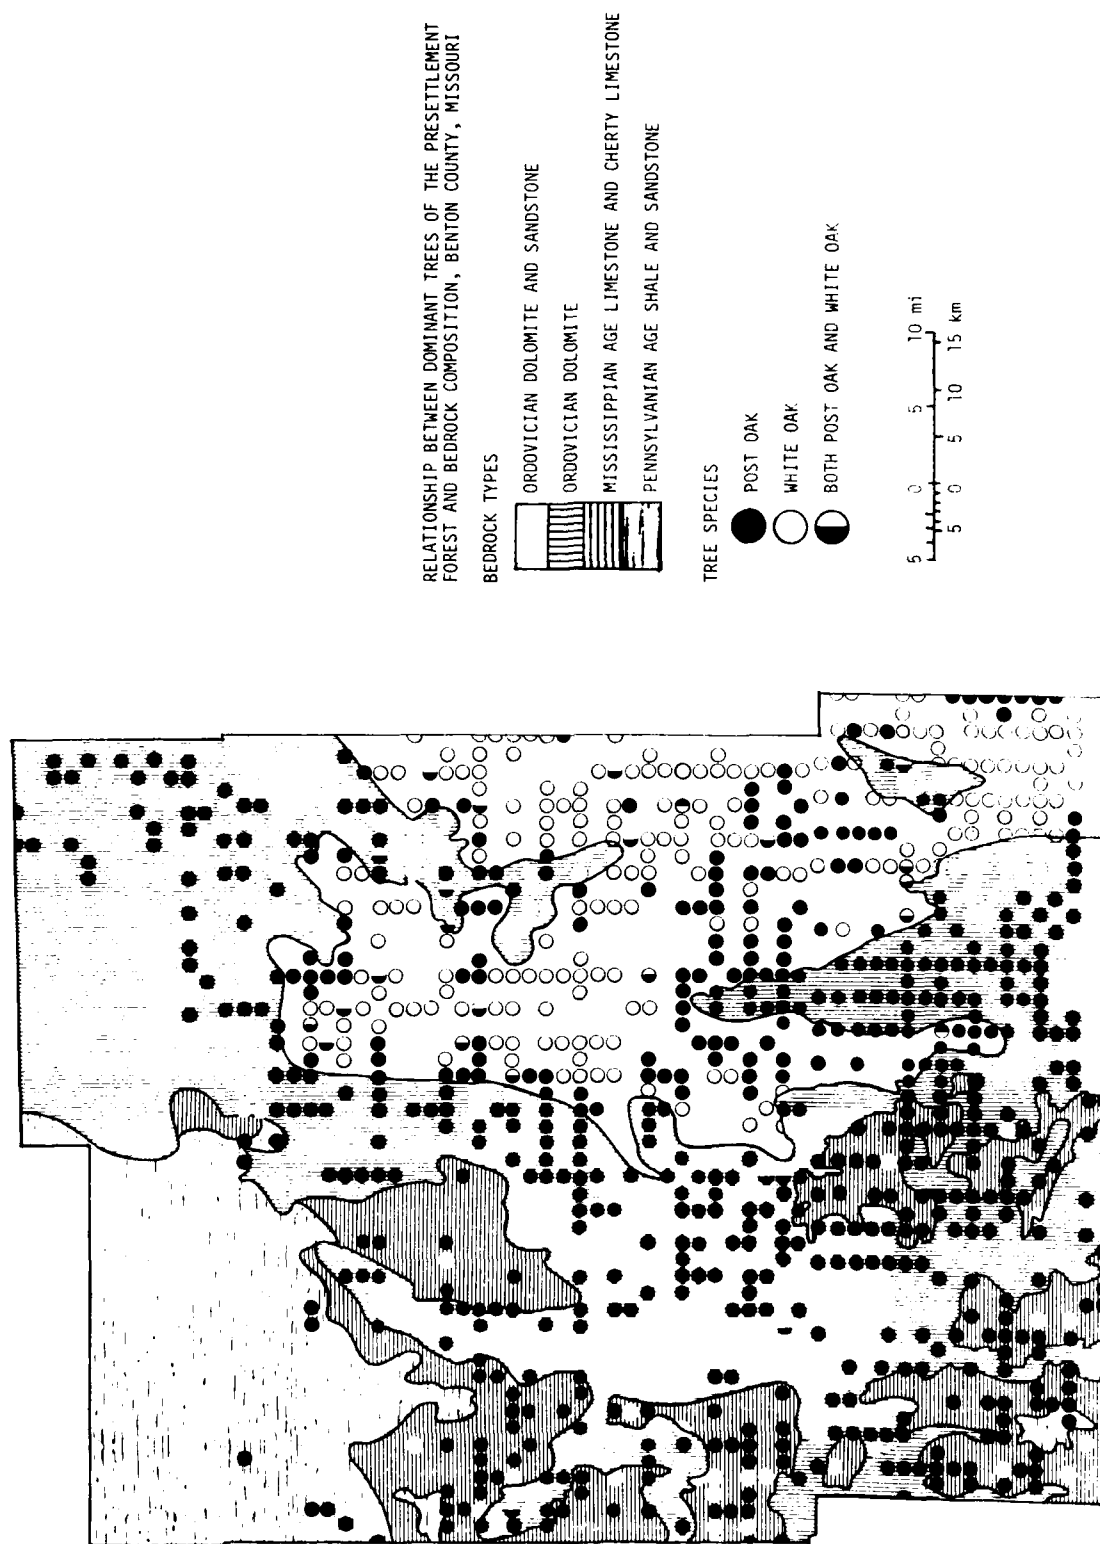 RELATIONSHIP BETWEEN DOMINANT TREES OF THE PRESETTLEMENT
FOREST AND BEDROCK COMPOSITION, BENTON COUNTY, MISSOURI
BEDROCK TYPES
ORDOVICIAN DOLOMITE AND SANDSTONE
ORDOVICIAN DOLOMITE
MISSISSIPPIAN AGE LIMESTONE AND CHERTY LIMESTONE
PENNSYLVANIAN AGE SHALE AND SANDSTONE
TREE SPECIES
POST OAK
WHITE OAK
BOTH POST OAK AND WHITE OAK
5 0 5 10 mi
5 0 5 10 15 km